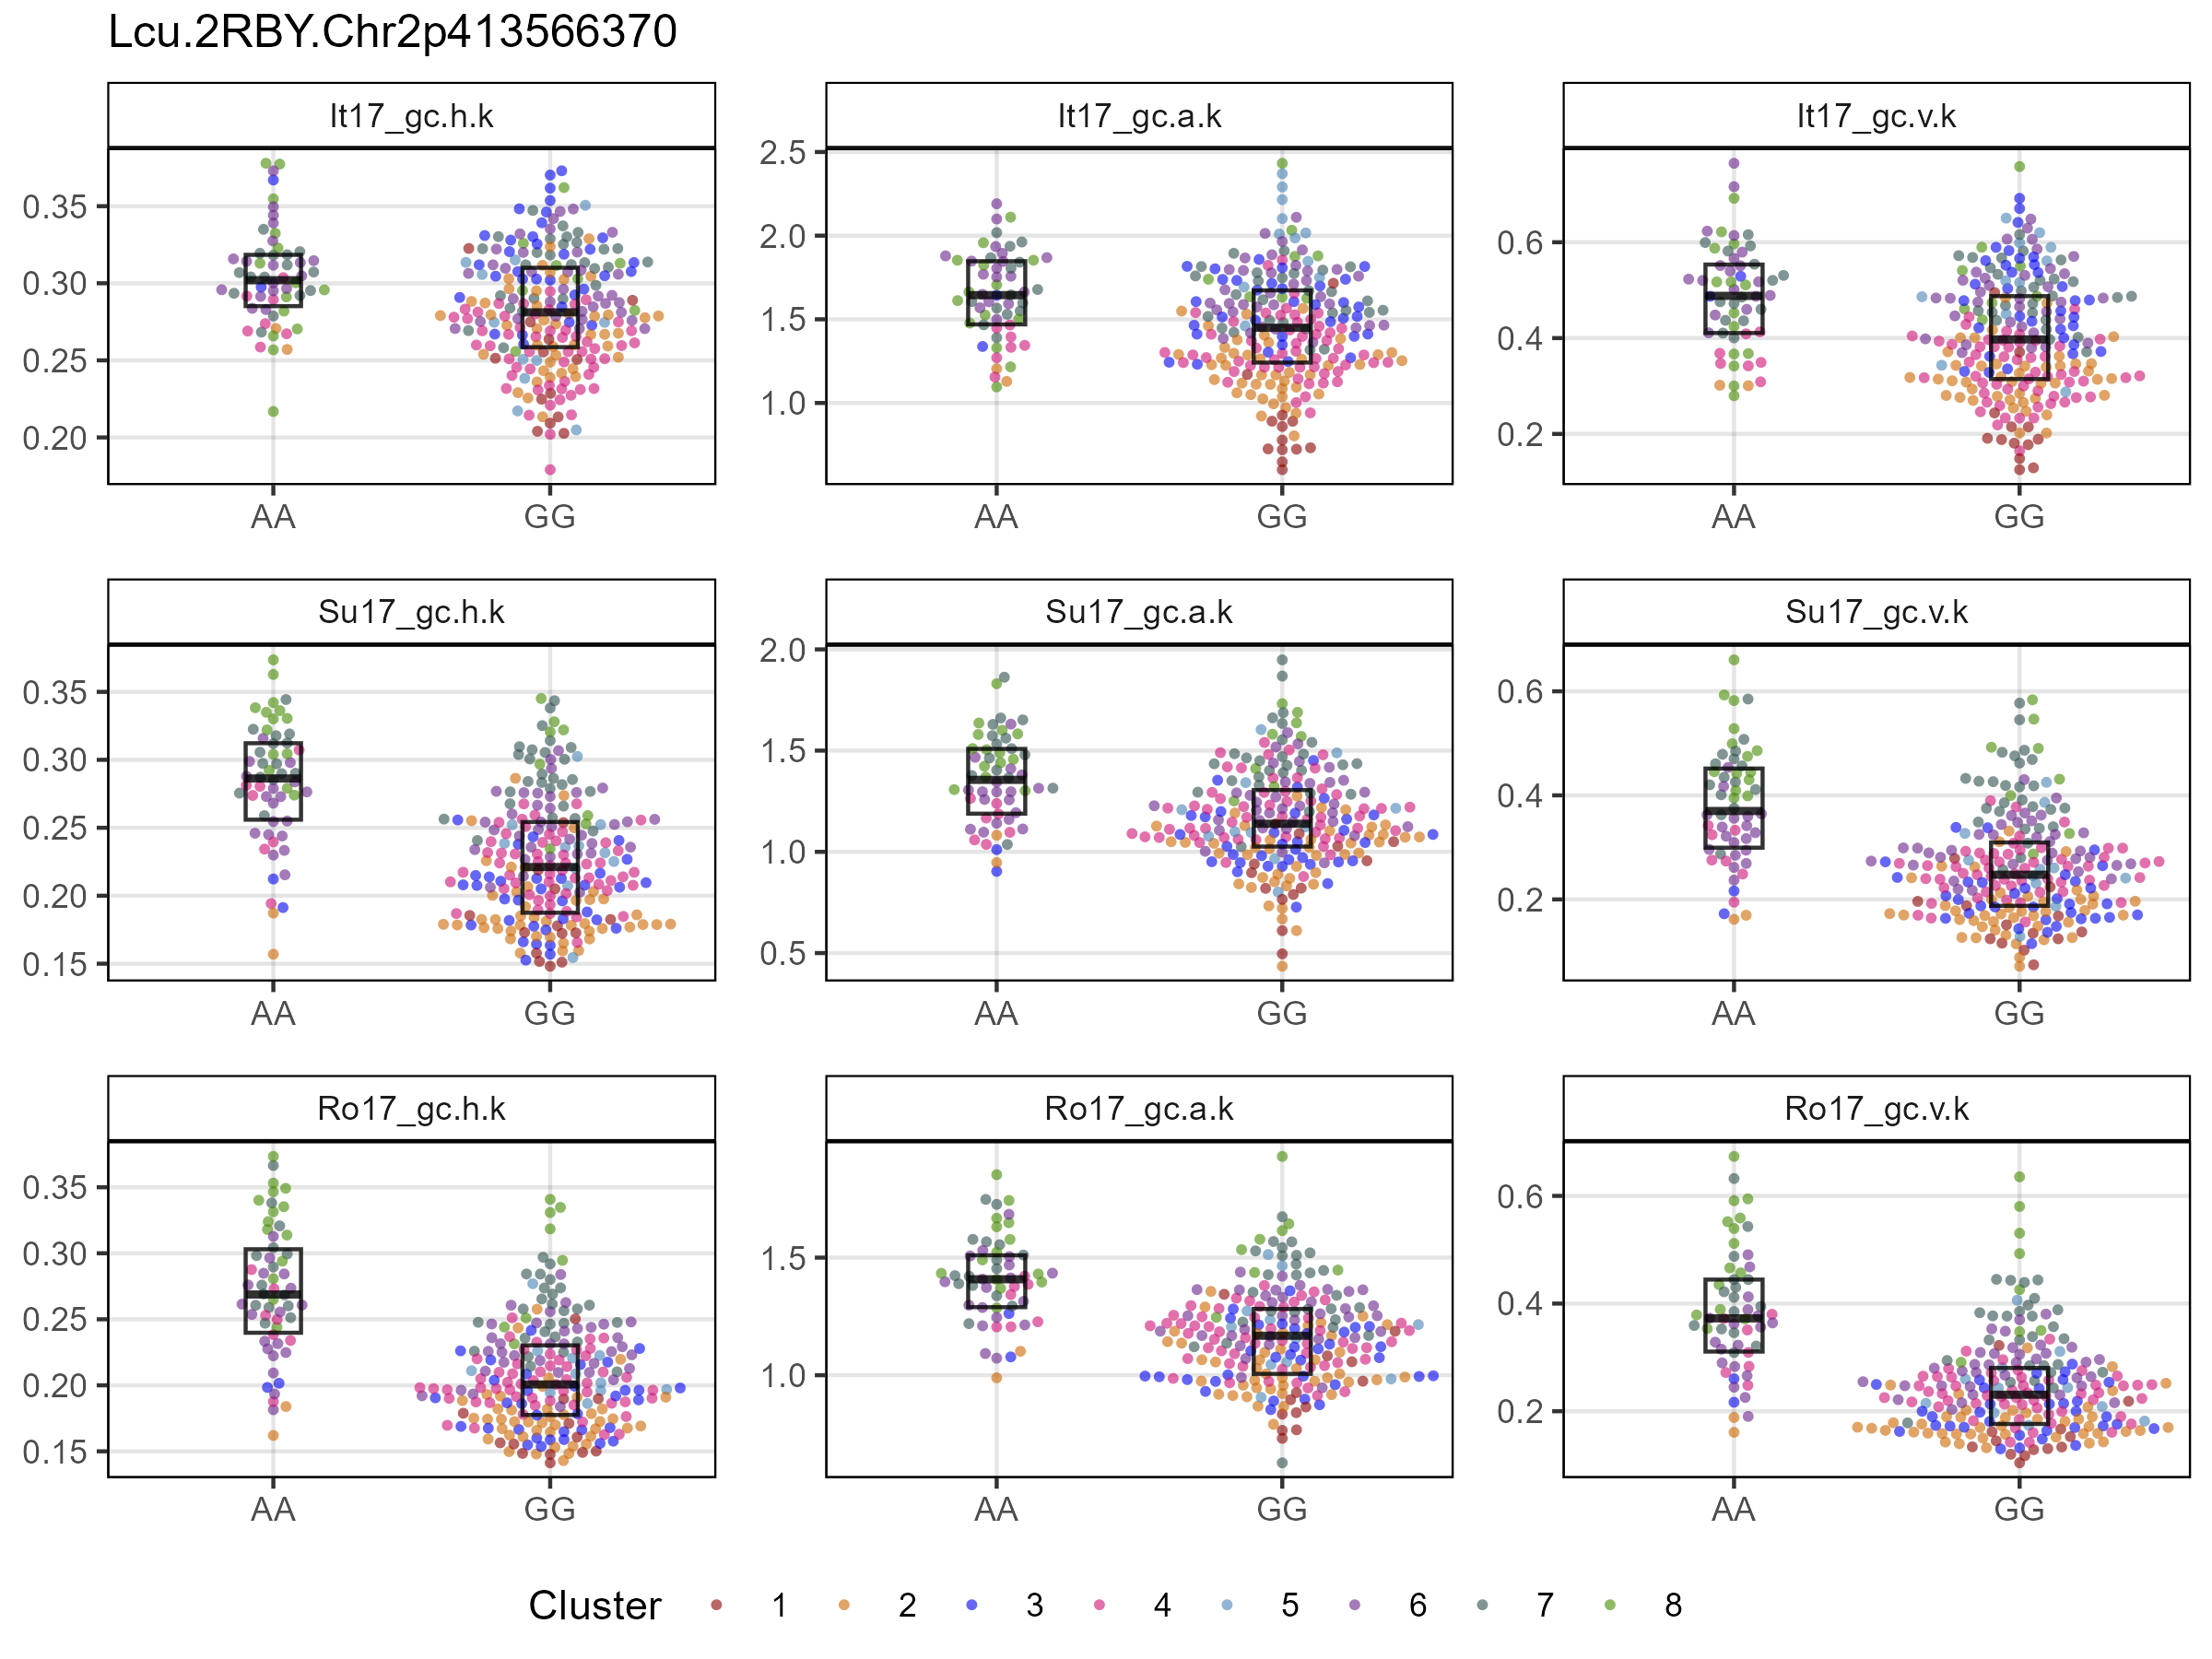 Lcu.2RBY.Chr2p413566370
It17_gc.h.k
It17_gc.a.k
It17_gc.v.k
0.35
0.30
0.25
0.20
AA
GG
2.5
2.0
1.5
1.0
AA
GG
0.6
0.4
0.2
AA
GG
Su17_gc.h.k
Su17_gc.a.k
Su17_gc.v.k
0.35
0.30
0.25
0.20
0.15
AA
GG
2.0
1.5
1.0
0.5
AA
GG
0.6
0.4
0.2
AA
GG
Ro17_gc.h.k
Ro17_gc.a.k
Ro17_gc.v.k
0.35
0.30
0.25
0.20
0.15
AA
GG
1.5
1.0
AA
GG
0.6
0.4
0.2
AA
GG
Cluster 1 2 3 4 5 6 7 8